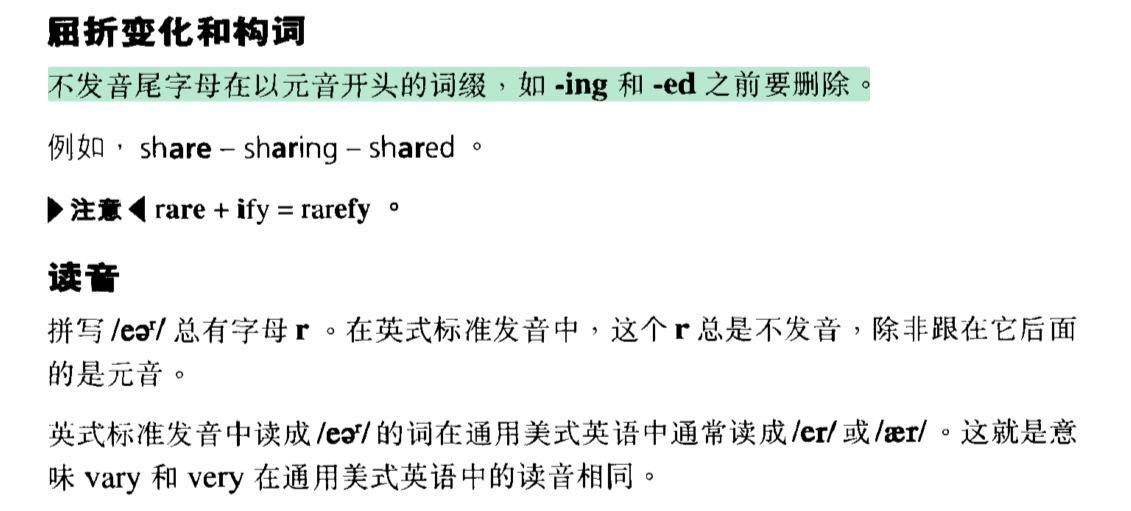 屈折变化和构词
不发音尾字母在以元音开头的词缀，如 -ing 和 -ed 之前要删除。
例如，share – sharing – shared。
▶注意◀ rare + ify = rarefy。
读音
拼写 /eəʳ/ 总有字母 r。在英式标准发音中，这个 r 总是不发音，除非跟在它后面
的是元音。
英式标准发音中读成 /eəʳ/ 的词在通用美式英语中通常读成 /er/ 或 /ær/。这就是意
味 vary 和 very 在通用美式英语中的读音相同。